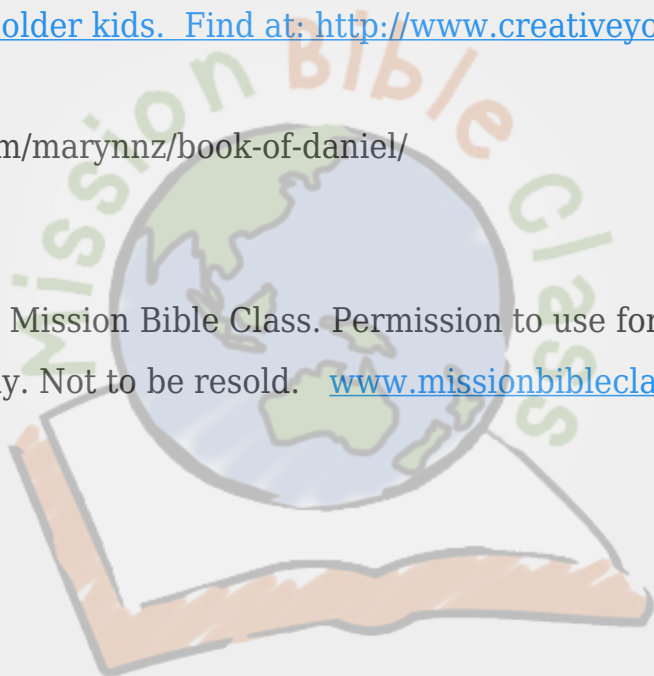 older kids. Find at: http://www.creativeyo
m/marynnz/book-of-daniel/
Mission Bible Class
Mission Bible Class. Permission to use for
y. Not to be resold. www.missionbiblecla